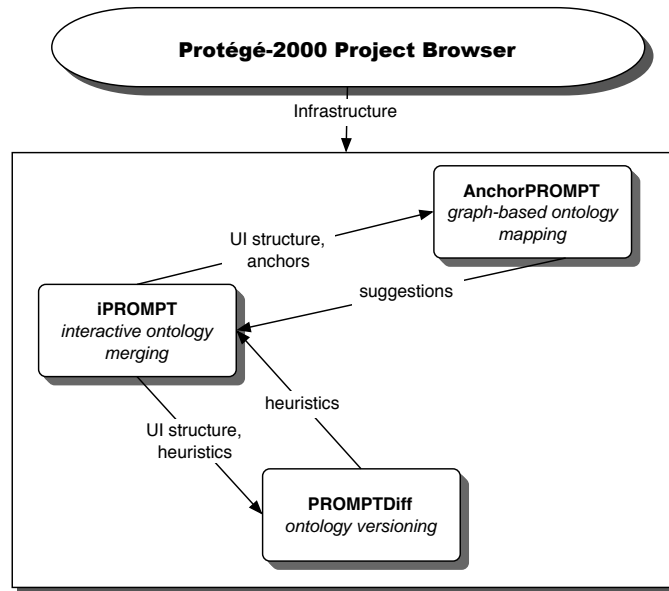 Protégé-2000 Project Browser
Infrastructure
AnchorPROMPT
graph-based ontology
mapping
UI structure,
anchors
suggestions
iPROMPT
interactive ontology
merging
heuristics
UI structure,
heuristics
PROMPTDiff
ontology versioning